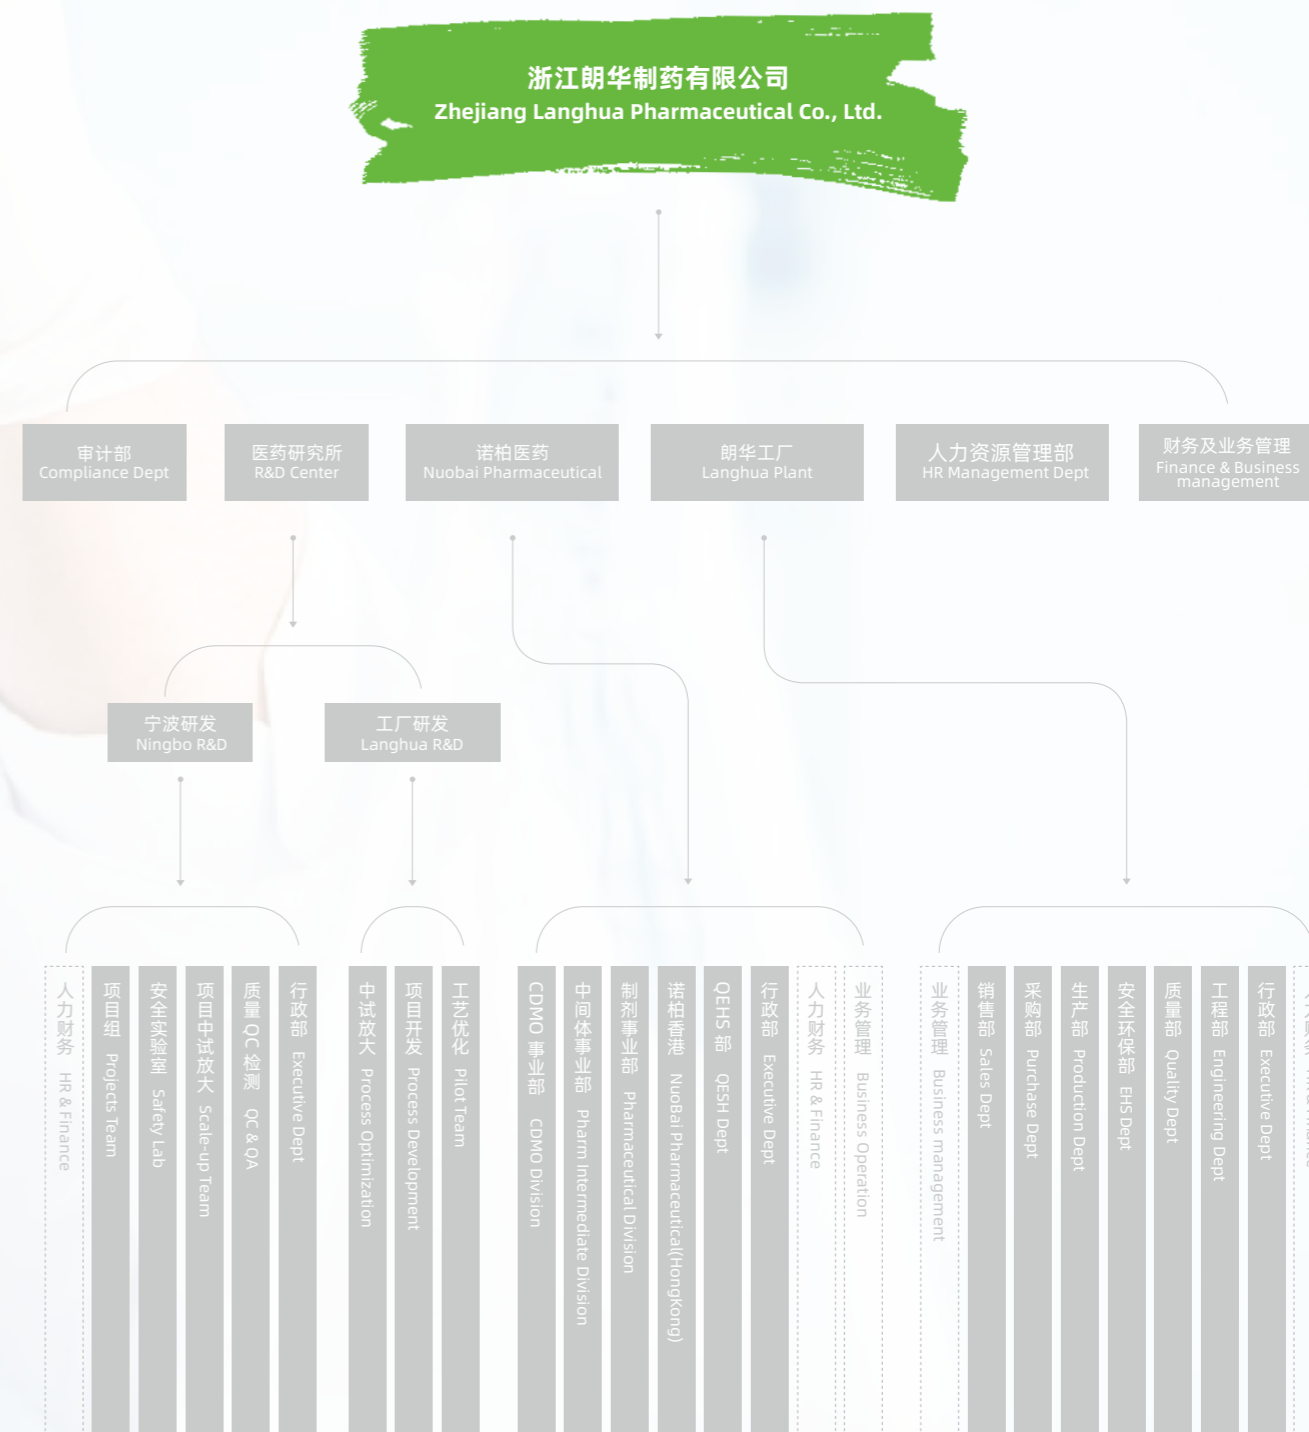 浙江朗华制药有限公司
Zhejiang Langhua Pharmaceutical Co., Ltd.
审计部
Compliance Dept
医药研究所
R&D Center
诺柏医药
Nuobai Pharmaceutical
朗华工厂
Langhua Plant
人力资源管理部
HR Management Dept
财务及业务管理
Finance & Business
management
宁波研发
Ningbo R&D
工厂研发
Langhua R&D
人力财务 HR & Finance
项目组 Projects Team
安全实验室 Safety Lab
项目中试放大 Scale-up Team
质量 QC 检测 QC & QA
行政部 Executive Dept
中试放大 Process Optimization
项目开发 Process Development
工艺优化 Pilot Team
CDMO 事业部 CDMO Division
中间体事业部 Pharm Intermediate Division
制剂事业部 Pharmaceutical Division
诺柏香港 NuoBai Pharmaceutical(HongKong)
QEHS 部 QESH Dept
行政部 Executive Dept
人力财务 HR & Finance
业务管理 Business Operation
业务管理 Business management
销售部 Sales Dept
采购部 Purchase Dept
生产部 Production Dept
安全环保部 EHS Dept
质量部 Quality Dept
工程部 Engineering Dept
行政部 Executive Dept